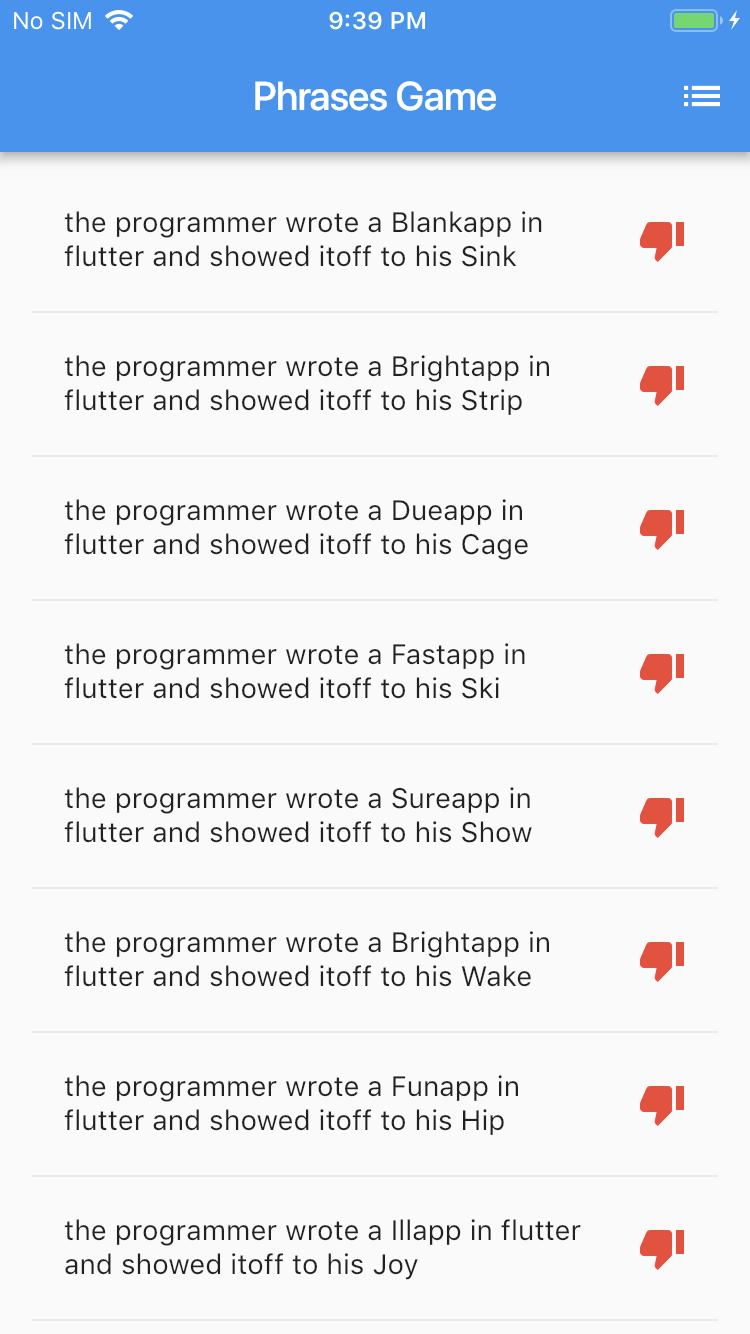 No SIM 9:39 PM
Phrases Game
the programmer wrote a Blankapp in
flutter and showed itoff to his Sink
the programmer wrote a Brightapp in
flutter and showed itoff to his Strip
the programmer wrote a Dueapp in
flutter and showed itoff to his Cage
the programmer wrote a Fastapp in
flutter and showed itoff to his Ski
the programmer wrote a Sureapp in
flutter and showed itoff to his Show
the programmer wrote a Brightapp in
flutter and showed itoff to his Wake
the programmer wrote a Funapp in
flutter and showed itoff to his Hip
the programmer wrote a Illapp in flutter
and showed itoff to his Joy